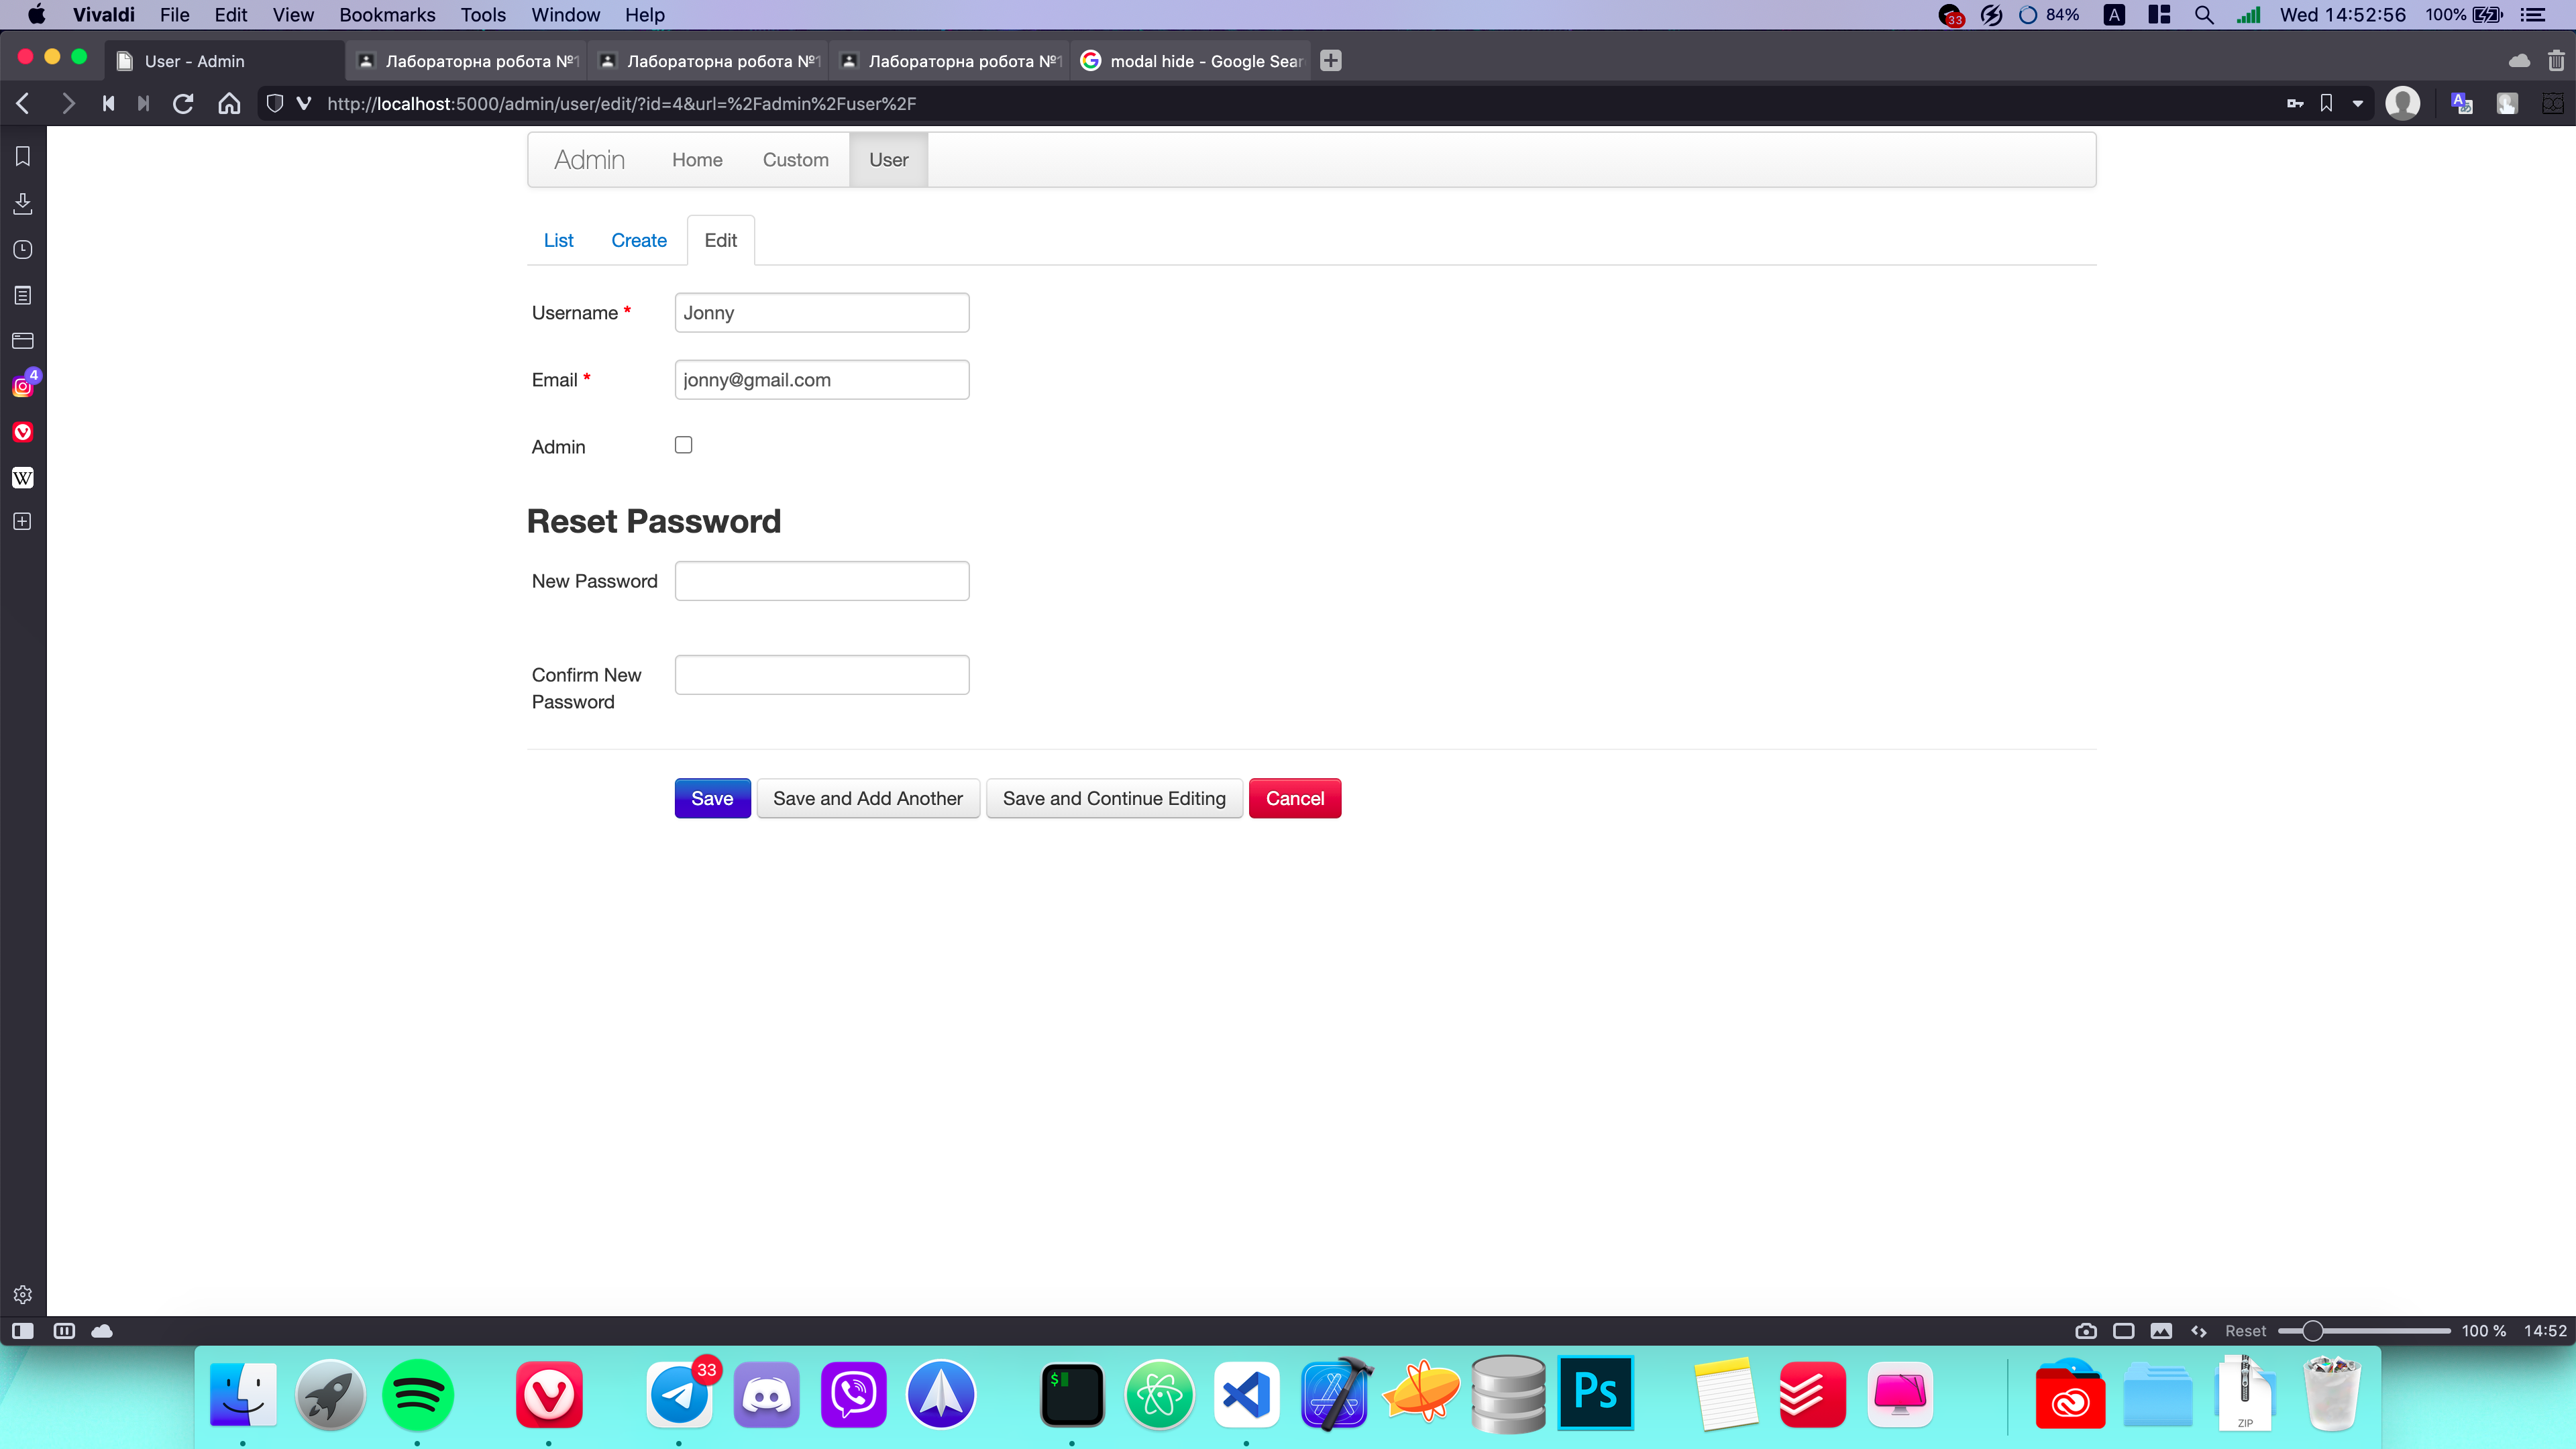 Vivaldi File Edit View Bookmarks Tools Window Help 33 84% A Wed 14:52:56 100%
User - Admin Лабораторна робота №1 Лабораторна робота №1 Лабораторна робота №1 modal hide - Google Sear
http://localhost:5000/admin/user/edit/?id=4&url=%2Fadmin%2Fuser%2F
Admin Home Custom User
List Create Edit
Username * Jonny
4
Email * jonny@gmail.com
Admin
W
Reset Password
New Password
Confirm New
Password
Save Save and Add Another Save and Continue Editing Cancel
Reset 100 % 14:52
33
$
Ps
ZIP